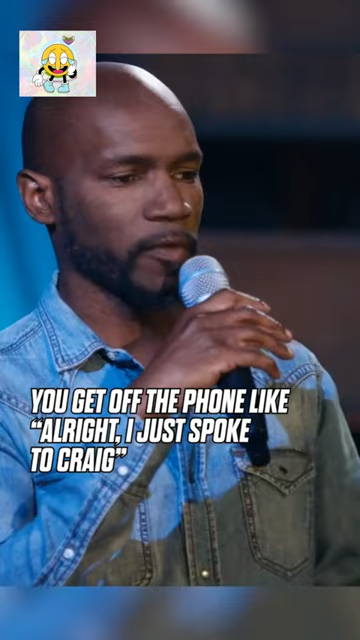 YOU GET OFF THE PHONE LIKE
“ALRIGHT, I JUST SPOKE
TO CRAIG”